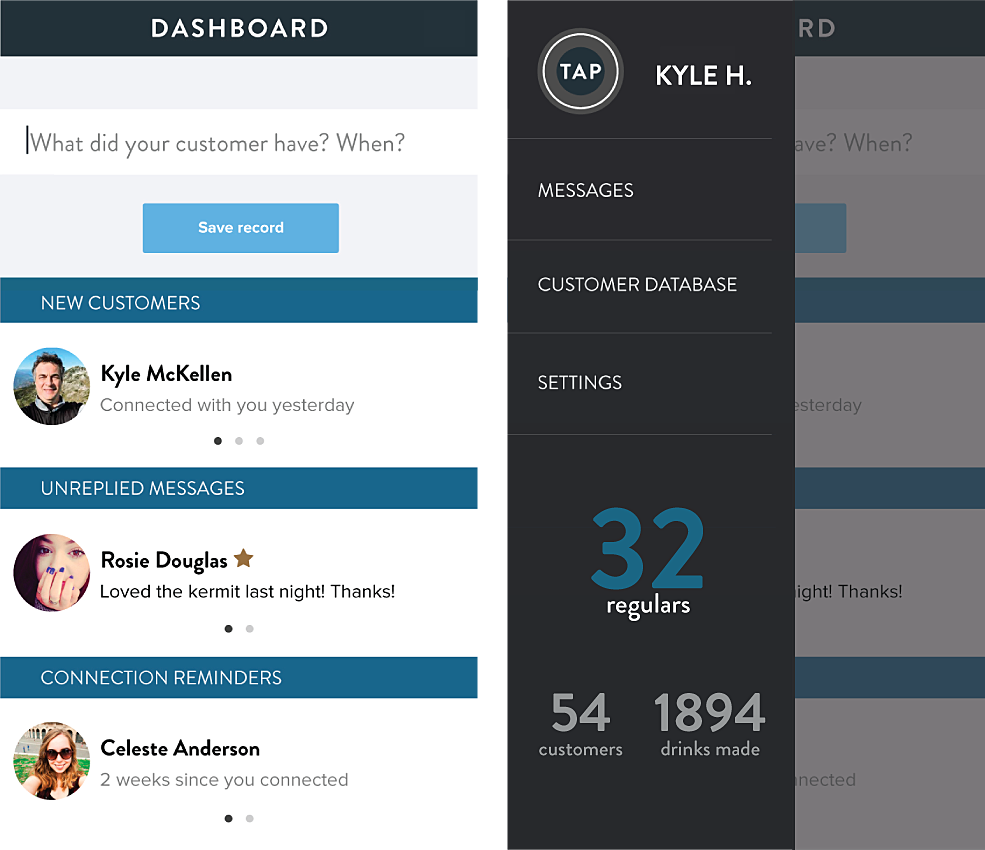 DASHBOARD
What did your customer have? When?
Save record
NEW CUSTOMERS
Kyle McKellen
Connected with you yesterday
UNREPLIED MESSAGES
Rosie Douglas
Loved the kermit last night! Thanks!
CONNECTION REMINDERS
Celeste Anderson
2 weeks since you connected
TAP
KYLE H.
MESSAGES
CUSTOMER DATABASE
SETTINGS
32
regulars
54
customers
1894
drinks made
RD
ave? When?
esterday
ight! Thanks!
nnected